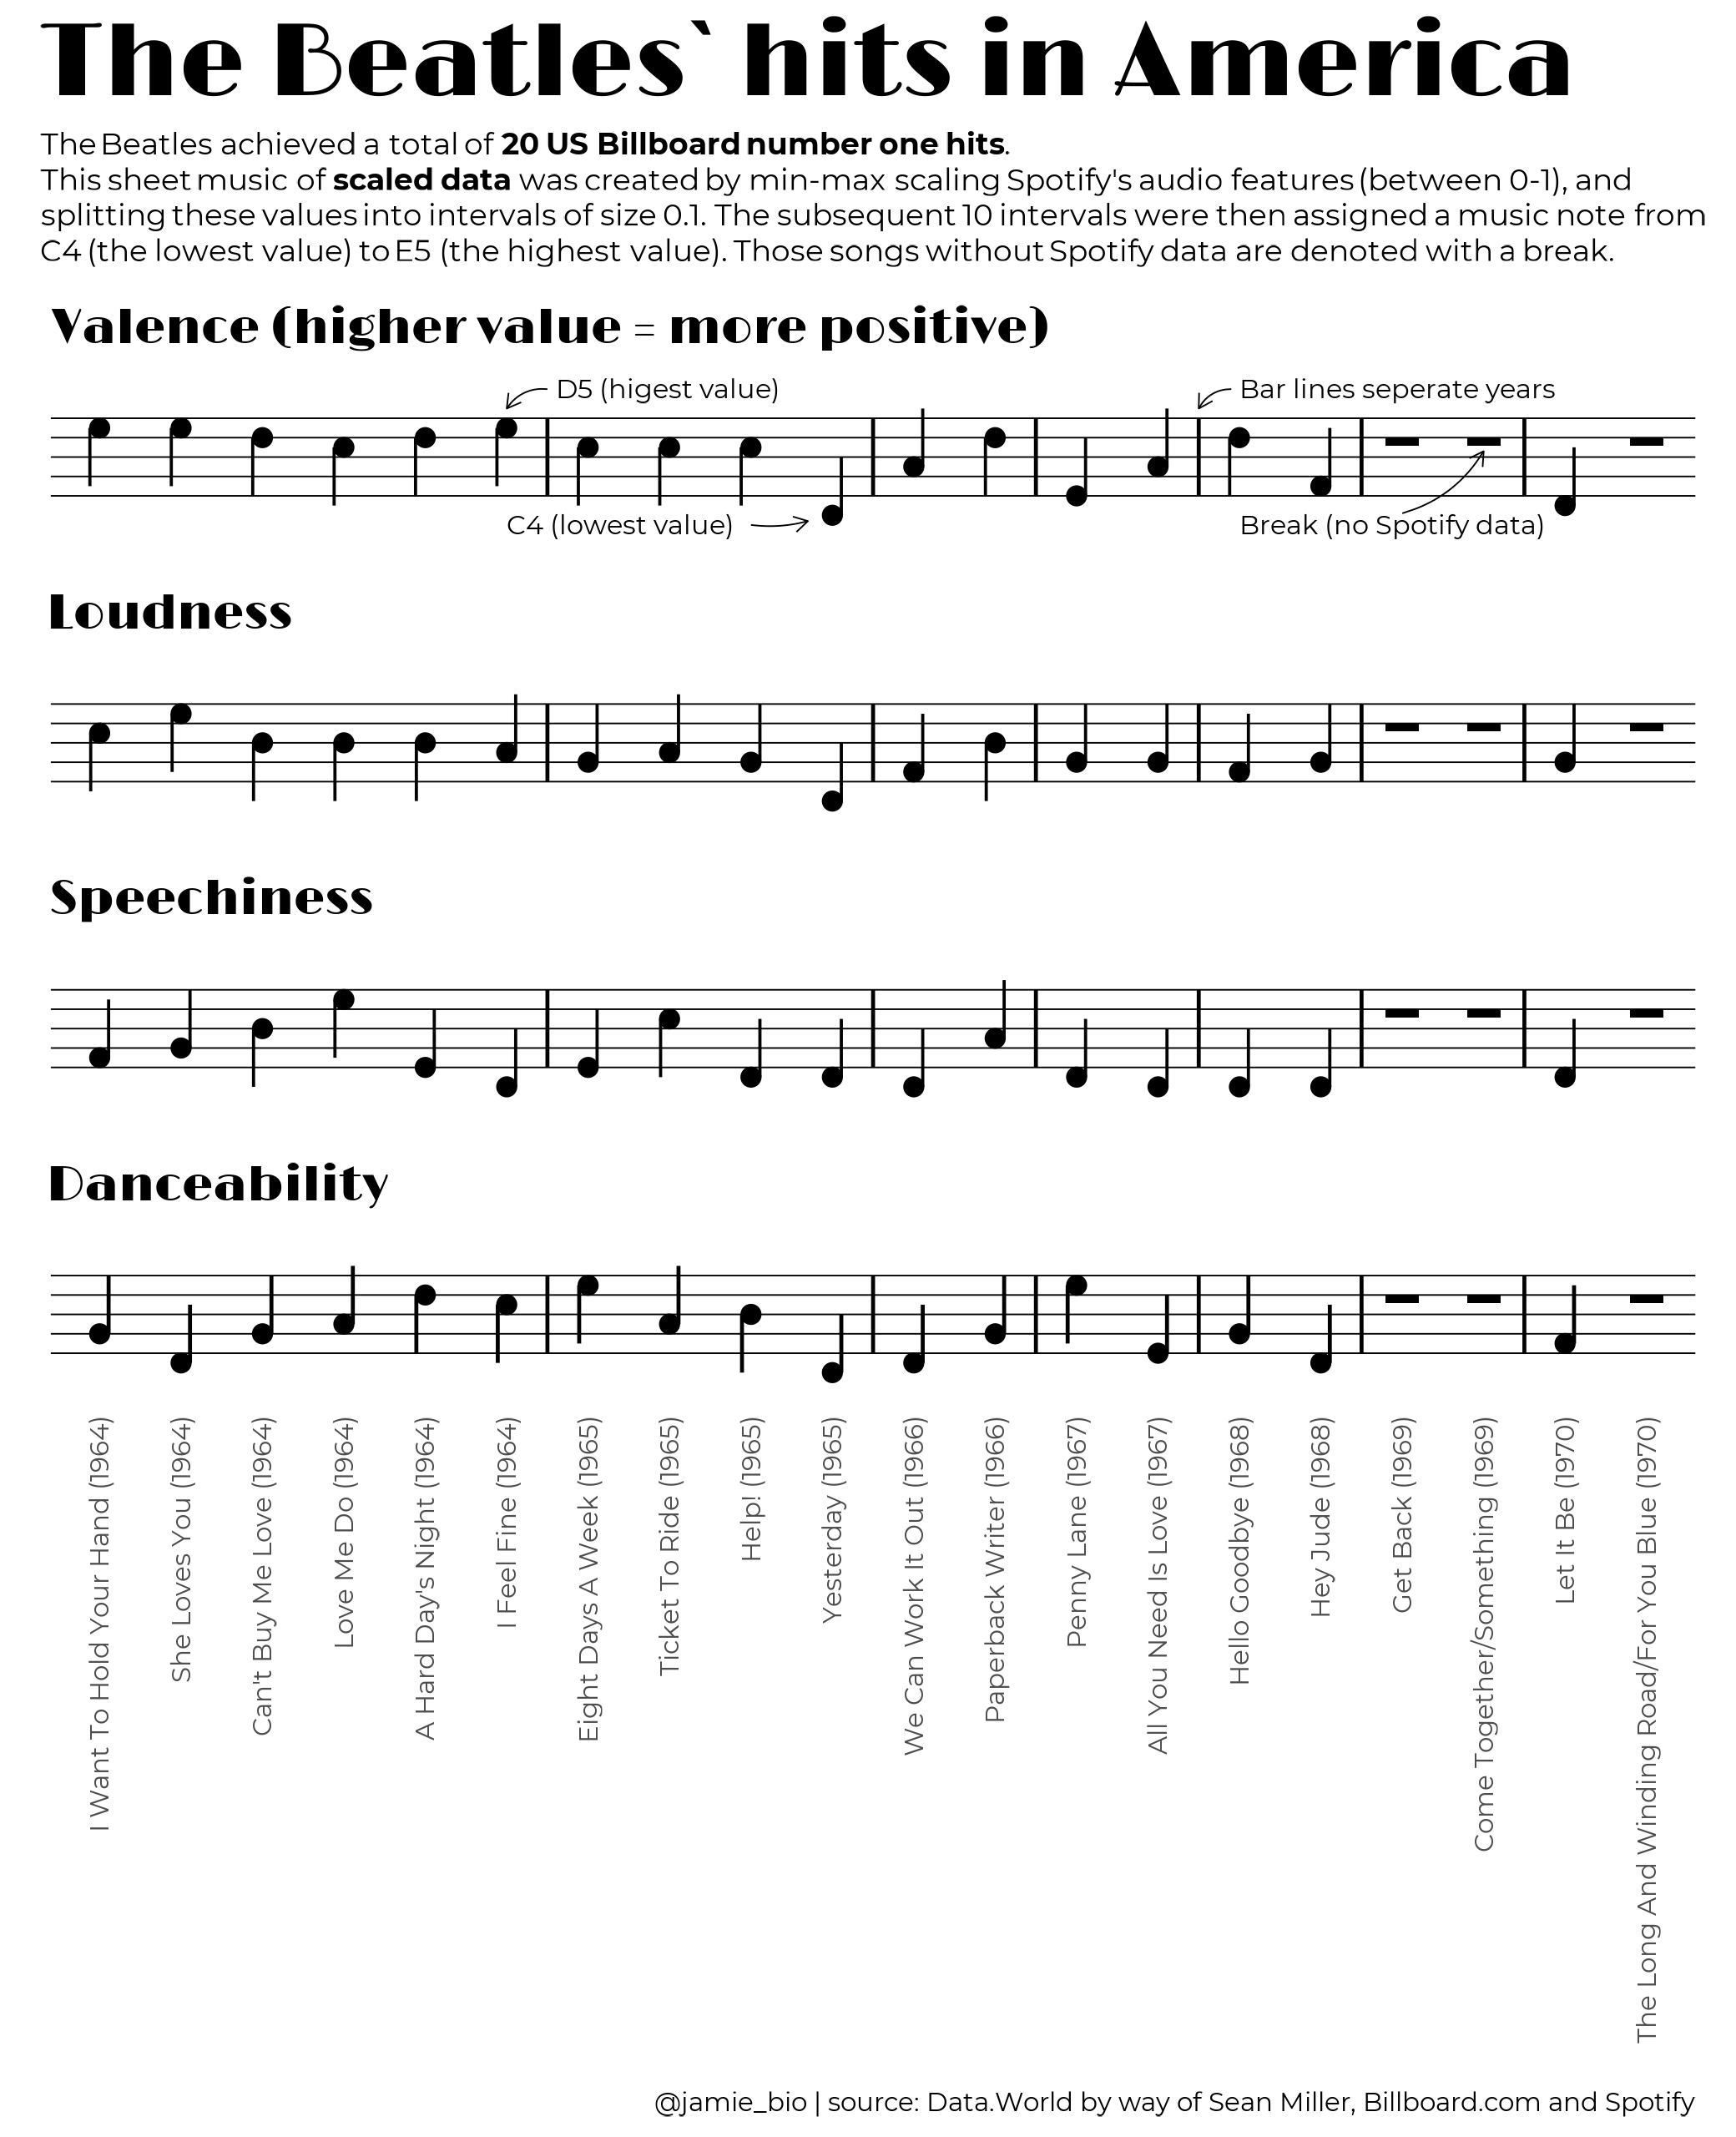 The Beatles` hits in America
The Beatles achieved a total of 20 US Billboard number one hits.
This sheet music of scaled data was created by min-max scaling Spotify's audio features (between 0-1), and
splitting these values into intervals of size 0.1. The subsequent 10 intervals were then assigned a music note from
C4 (the lowest value) to E5 (the highest value). Those songs without Spotify data are denoted with a break.
Valence (higher value = more positive)
D5 (higest value)
Bar lines seperate years
C4 (lowest value)
Break (no Spotify data)
Loudness
Speechiness
Danceability
I Want To Hold Your Hand (1964)
She Loves You (1964)
Can't Buy Me Love (1964)
Love Me Do (1964)
A Hard Day's Night (1964)
I Feel Fine (1964)
Eight Days A Week (1965)
Ticket To Ride (1965)
Help! (1965)
Yesterday (1965)
We Can Work It Out (1966)
Paperback Writer (1966)
Penny Lane (1967)
All You Need Is Love (1967)
Hello Goodbye (1968)
Hey Jude (1968)
Get Back (1969)
Come Together/Something (1969)
Let It Be (1970)
The Long And Winding Road/For You Blue (1970)
@jamie_bio | source: Data.World by way of Sean Miller, Billboard.com and Spotify